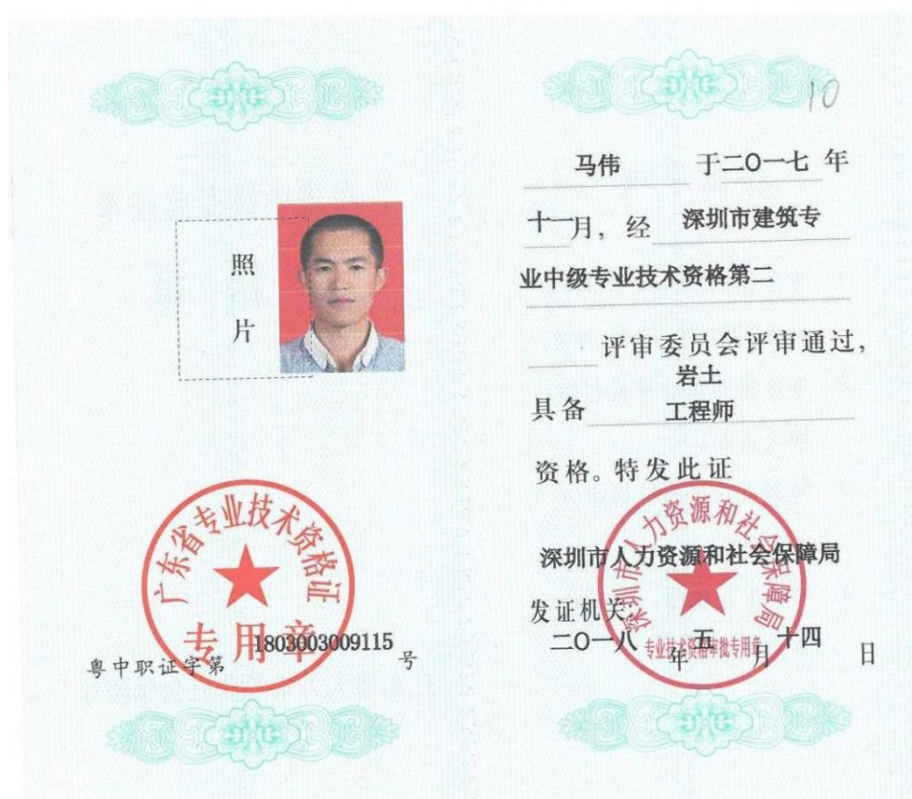 照
片
广东省专业技术资格证
专用章
粤中职证字第 1803003009115 号
10
马伟 于二〇一七 年
十一月，经 深圳市建筑专
业中级专业技术资格第二
评审委员会评审通过，
岩土
具备 工程师
资格。特发此证
深圳市人力资源和社会保障局
深圳市人力资源和社会保障局
发证机关：
二〇一八 年 五 月 十四 日
专业技术资格审批专用章